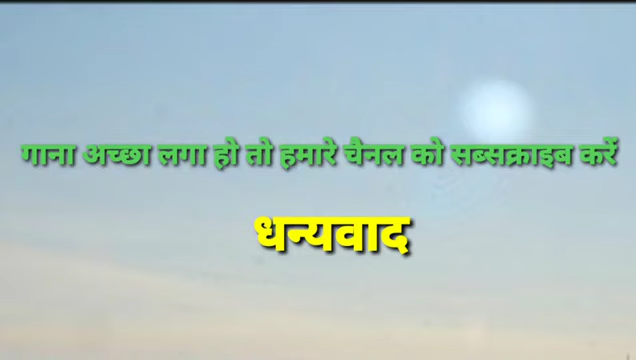 गाना अच्छा लगा हो तो हमारे चैनल को सब्सक्राइब करें
धन्यवाद